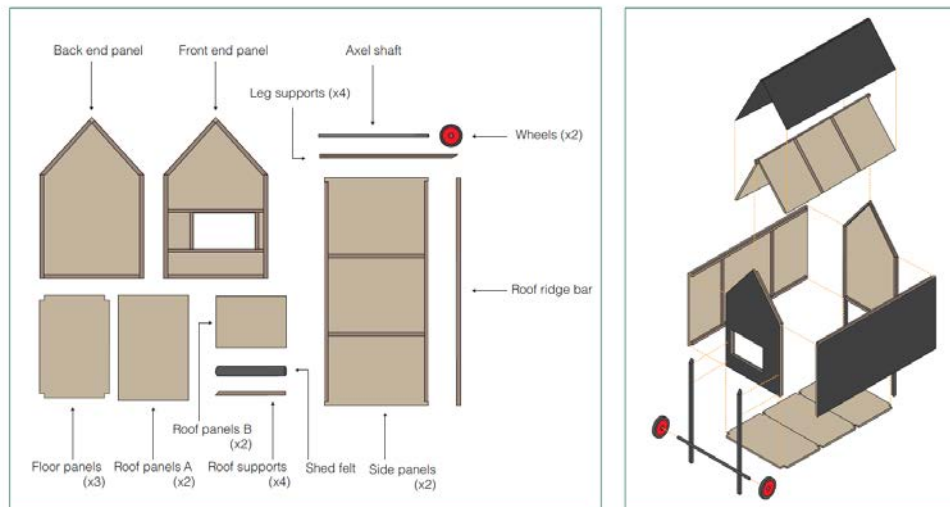 Back end panel
Front end panel
Axel shaft
Leg supports (x4)
Wheels (x2)
Roof ridge bar
Roof panels B
(x2)
Floor panels
(x3)
Roof panels A
(x2)
Roof supports
(x4)
Shed felt
Side panels
(x2)